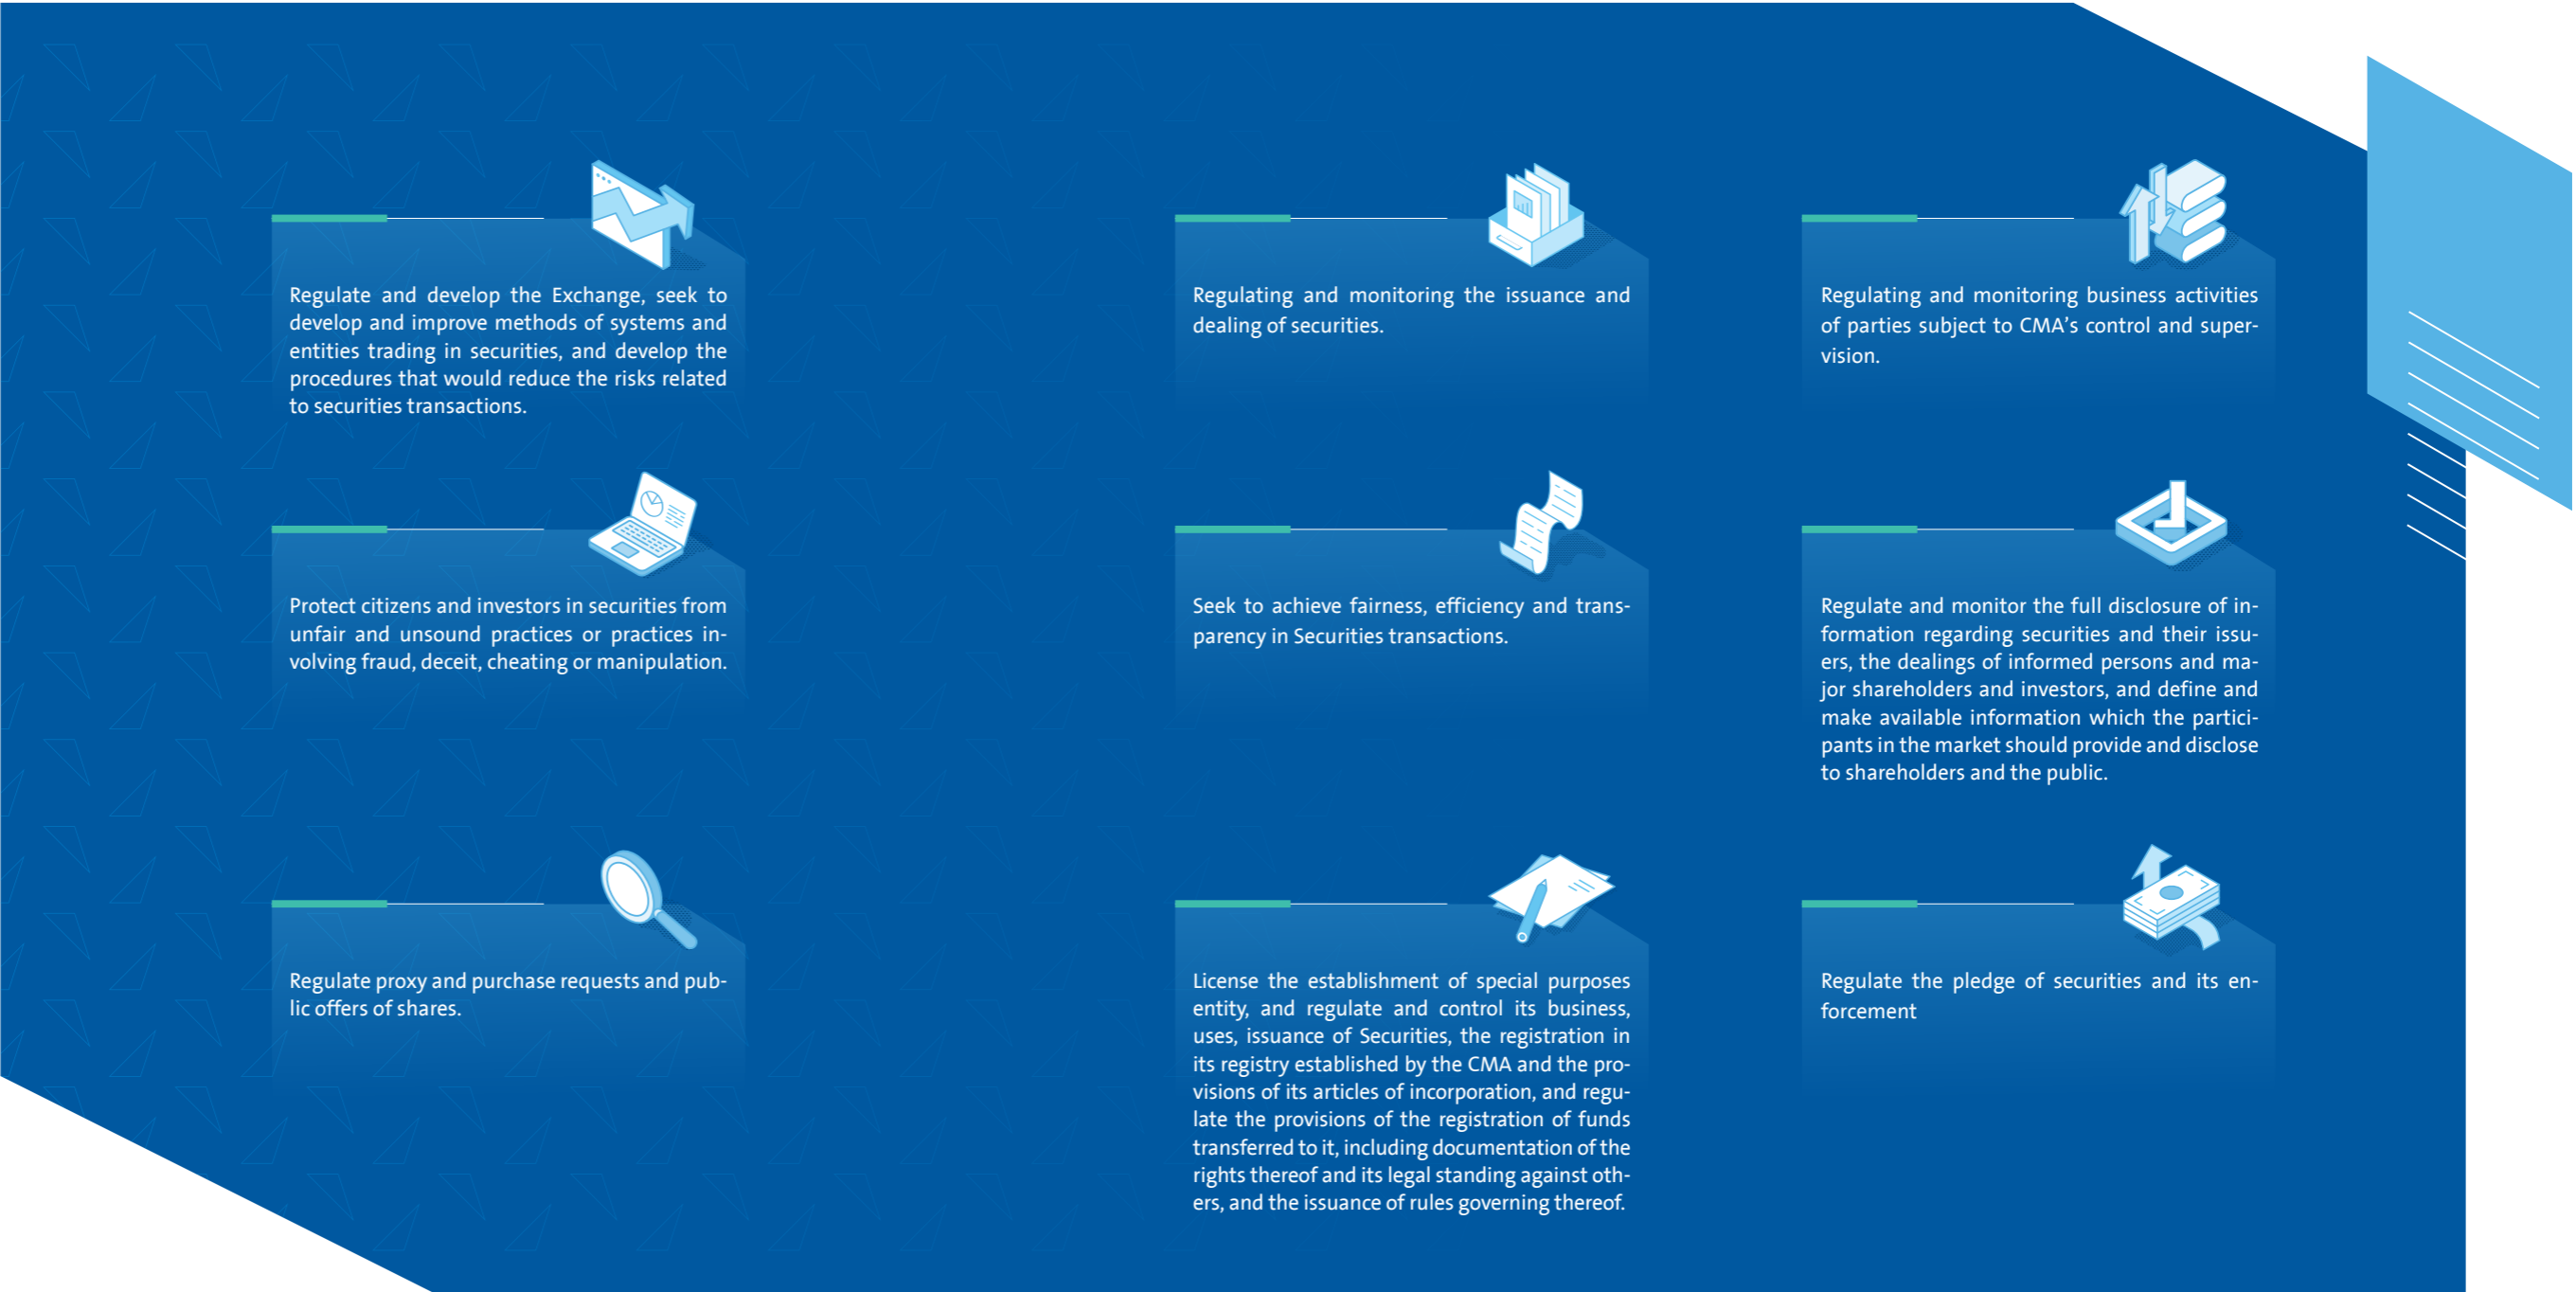 Regulate and develop the Exchange, seek to
develop and improve methods of systems and
entities trading in securities, and develop the
procedures that would reduce the risks related
to securities transactions.
Regulating and monitoring the issuance and
dealing of securities.
Regulating and monitoring business activities
of parties subject to CMA’s control and super-
vision.
Protect citizens and investors in securities from
unfair and unsound practices or practices in-
volving fraud, deceit, cheating or manipulation.
Seek to achieve fairness, efficiency and trans-
parency in Securities transactions.
Regulate and monitor the full disclosure of in-
formation regarding securities and their issu-
ers, the dealings of informed persons and ma-
jor shareholders and investors, and define and
make available information which the partici-
pants in the market should provide and disclose
to shareholders and the public.
Regulate proxy and purchase requests and pub-
lic offers of shares.
License the establishment of special purposes
entity, and regulate and control its business,
uses, issuance of Securities, the registration in
its registry established by the CMA and the pro-
visions of its articles of incorporation, and regu-
late the provisions of the registration of funds
transferred to it, including documentation of the
rights thereof and its legal standing against oth-
ers, and the issuance of rules governing thereof.
Regulate the pledge of securities and its en-
forcement